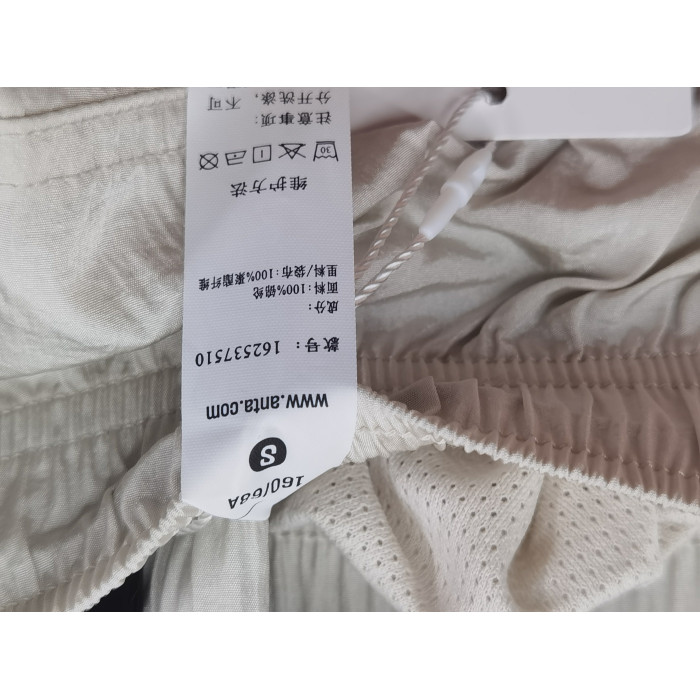 160/68A
S
www.anta.com
款号: 162537510
成分:
面料:100%锦纶
里料/袋布:100%聚酯纤维
维护方法
30
注意事项:
分开洗涤, 不可